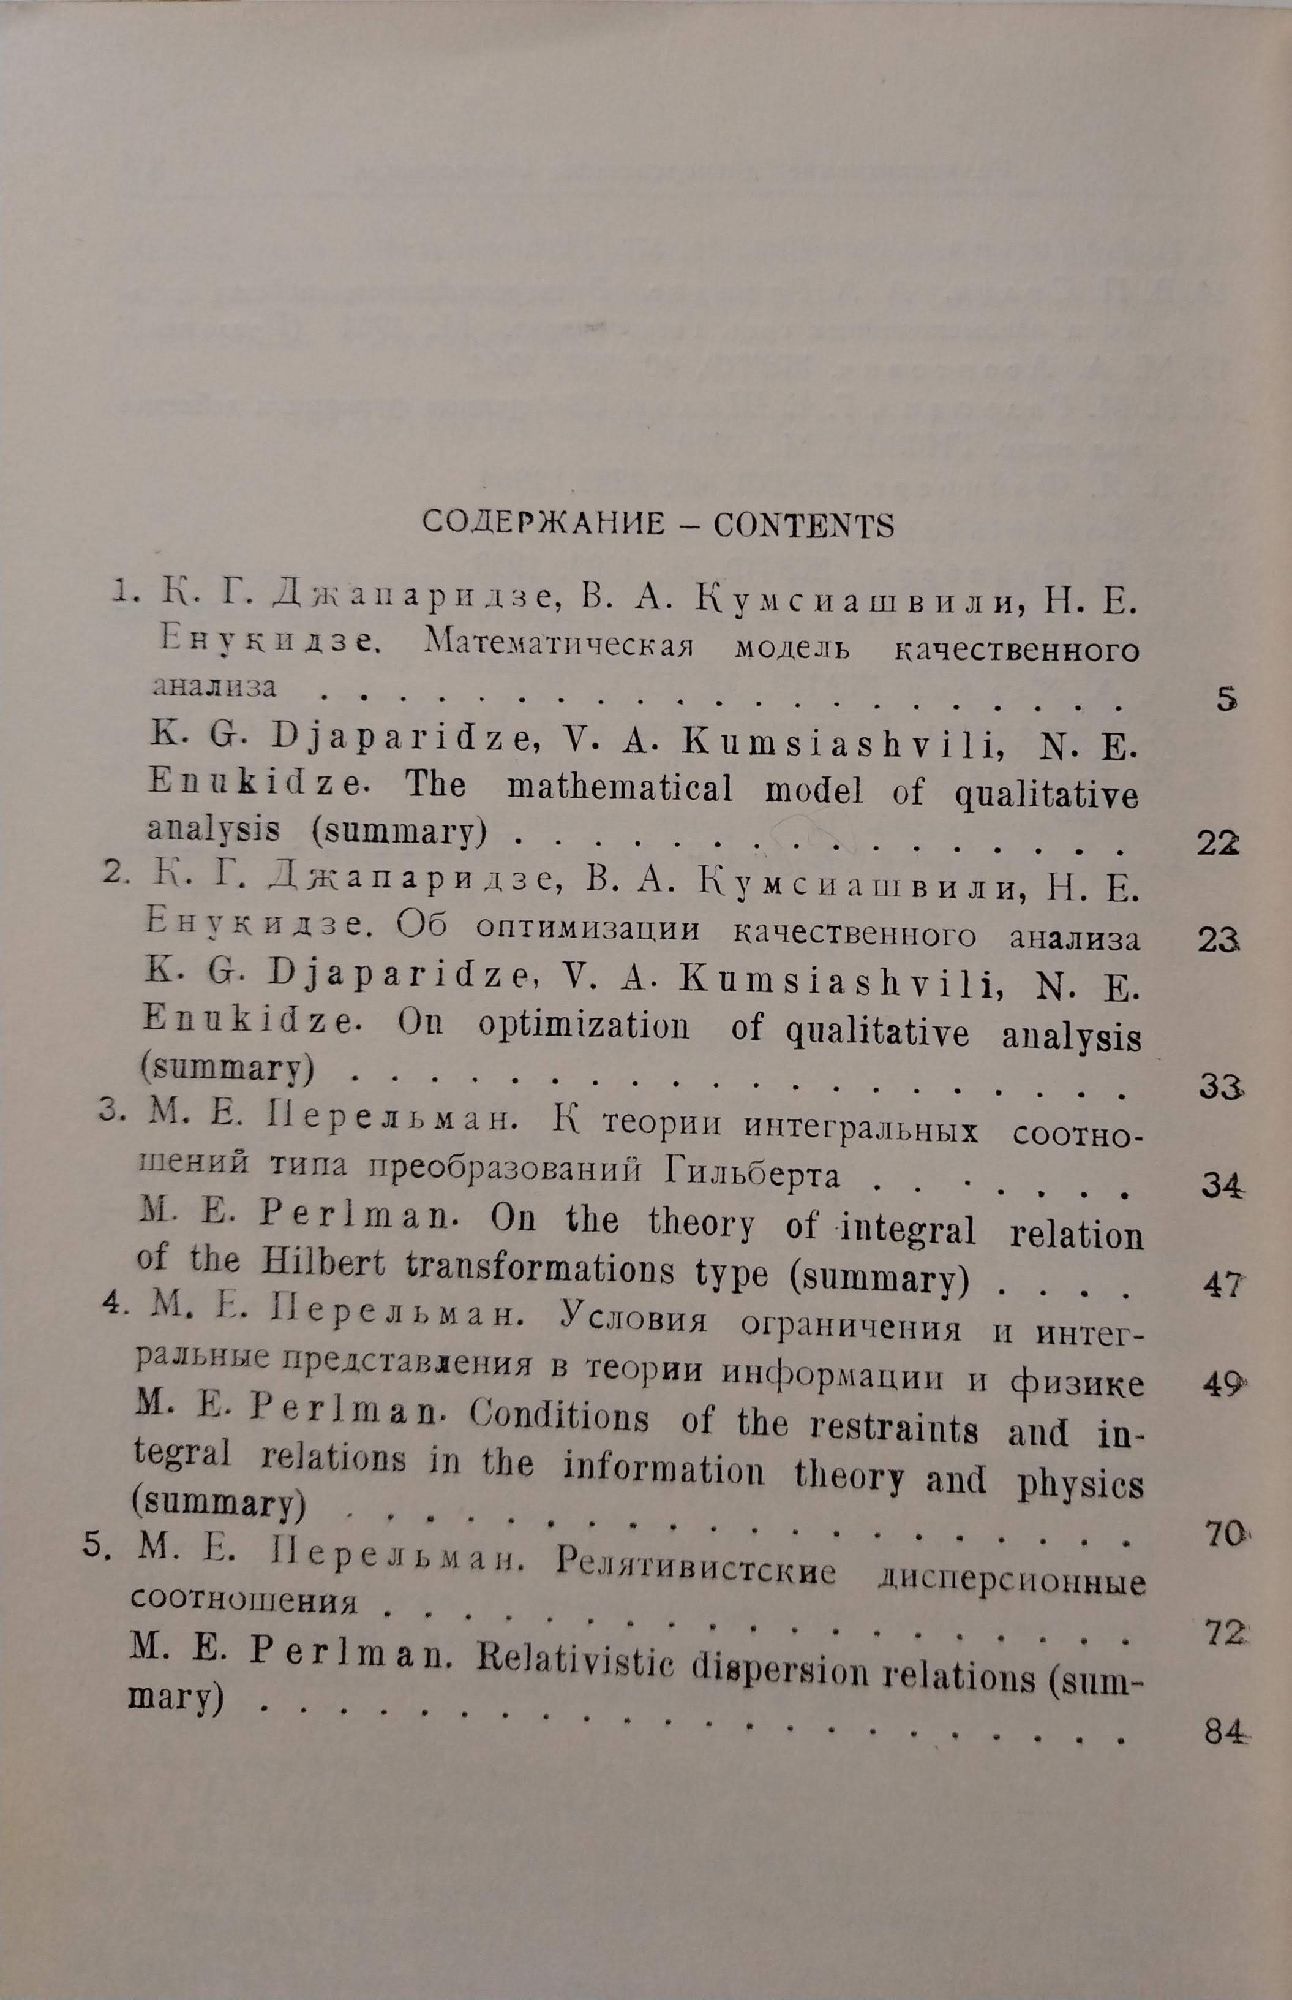 СОДЕРЖАНИЕ – CONTENTS
1. К. Г. Джапаридзе, В. А. Кумсиашвили, Н. Е.
Енукидзе. Математическая модель качественного
анализа . . . . . . . . . . . . . . . . . . . . . 5
K. G. Djaparidze, V. A. Kumsiashvili, N. E.
Enukidze. The mathematical model of qualitative
analysis (summary) . . . . . . . . . . . . . . . . 22
2. К. Г. Джапаридзе, В. А. Кумсиашвили, Н. Е.
Енукидзе. Об оптимизации качественного анализа 23
K. G. Djaparidze, V. A. Kumsiashvili, N. E.
Enukidze. On optimization of qualitative analysis
(summary) . . . . . . . . . . . . . . . . . . . . 33
3. М. Е. Перельман. К теории интегральных соотно-
шений типа преобразований Гильберта . . . . . . . 34
M. E. Perlman. On the theory of integral relation
of the Hilbert transformations type (summary) . . . . 47
4. М. Е. Перельман. Условия ограничения и интег-
ральные представления в теории информации и физике 49
M. E. Perlman. Conditions of the restraints and in-
tegral relations in the information theory and physics
(summary) . . . . . . . . . . . . . . . . . . . . 70
5. М. Е. Перельман. Релятивистские дисперсионные
соотношения . . . . . . . . . . . . . . . . . . . 72
M. E. Perlman. Relativistic dispersion relations (sum-
mary) . . . . . . . . . . . . . . . . . . . . . . 84